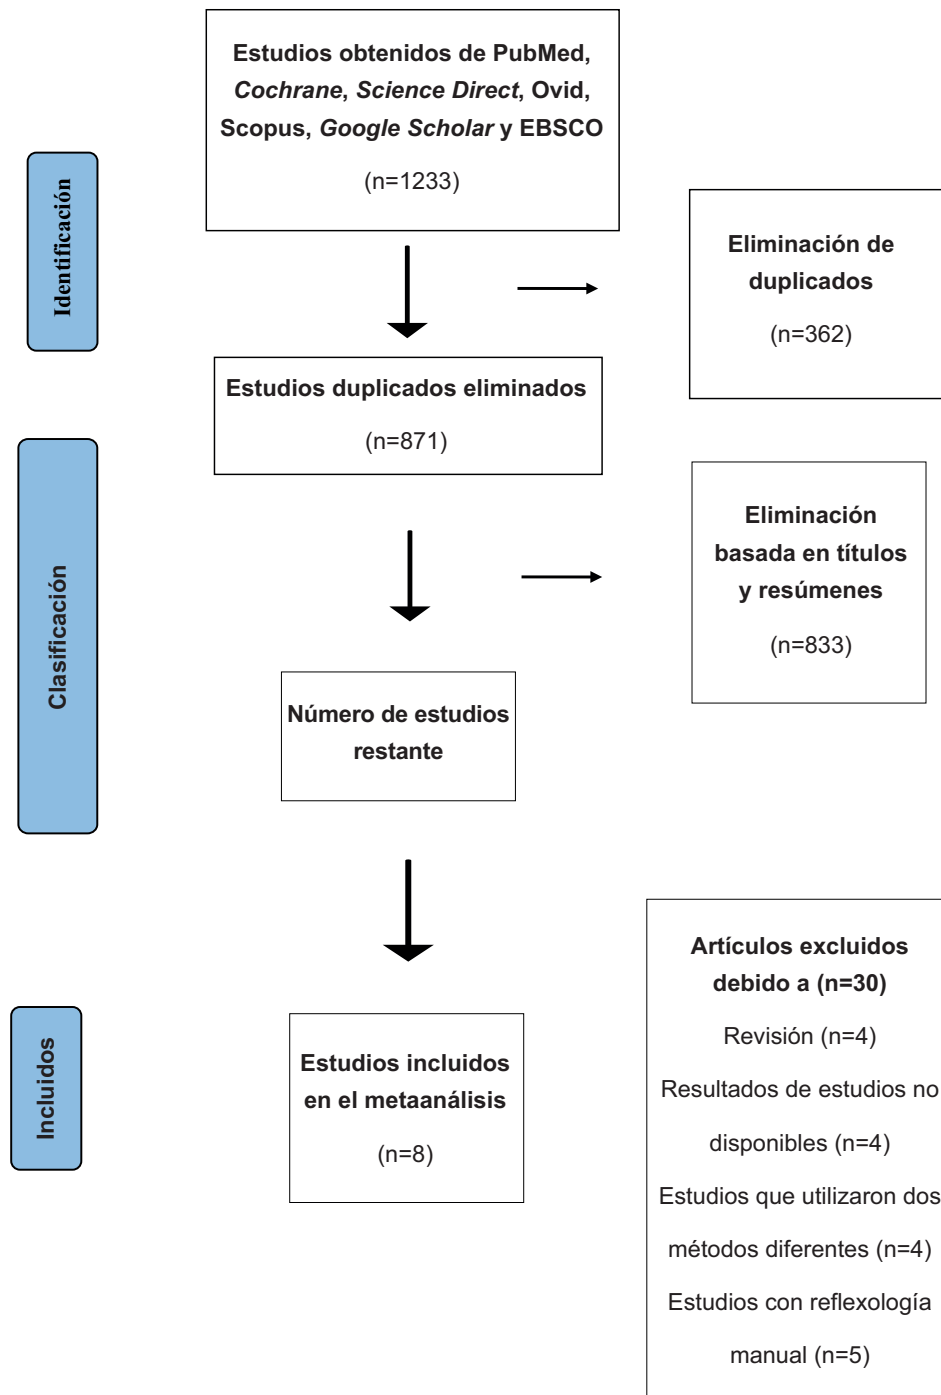 Estudios obtenidos de PubMed,
Cochrane, Science Direct, Ovid,
Scopus, Google Scholar y EBSCO
(n=1233)
Identificación
Eliminación de
duplicados
(n=362)
Estudios duplicados eliminados
(n=871)
Clasificación
Eliminación
basada en títulos
y resúmenes
(n=833)
Número de estudios
restante
Artículos excluidos
debido a (n=30)
Revisión (n=4)
Resultados de estudios no
disponibles (n=4)
Estudios que utilizaron dos
métodos diferentes (n=4)
Estudios con reflexología
manual (n=5)
Incluidos
Estudios incluidos
en el metaanálisis
(n=8)